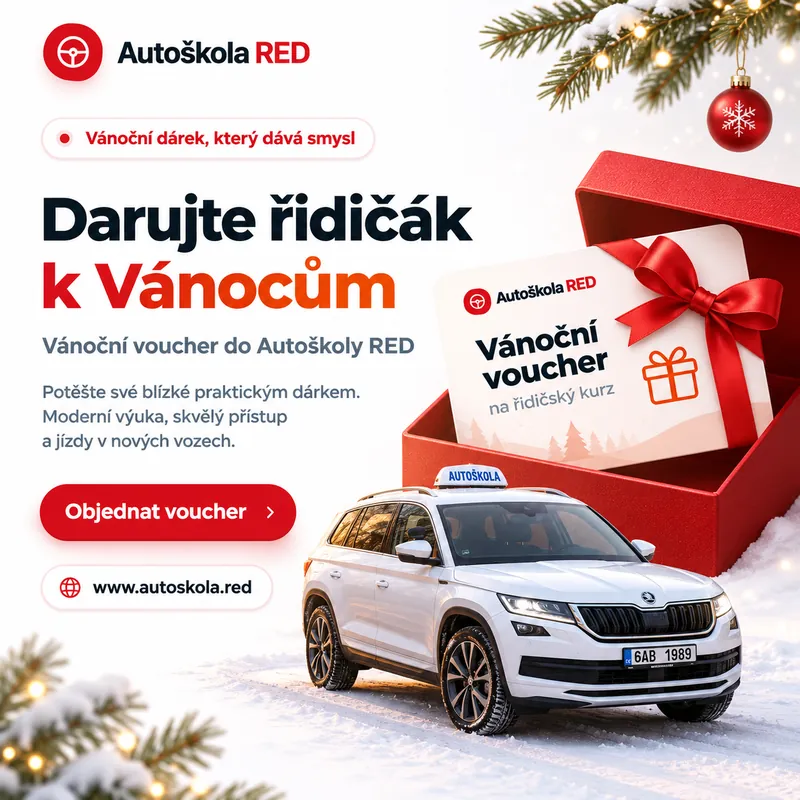 Autoškola RED
Vánoční dárek, který dává smysl
Darujte řidičák
k Vánocům
Vánoční voucher do Autoškoly RED
Potěšte své blízké praktickým dárkem.
Moderní výuka, skvělý přístup
a jízdy v nových vozech.
Objednat voucher
www.autoskola.red
Autoškola RED
Vánoční
voucher
na řidičský kurz
AUTOŠKOLA
6AB 1989